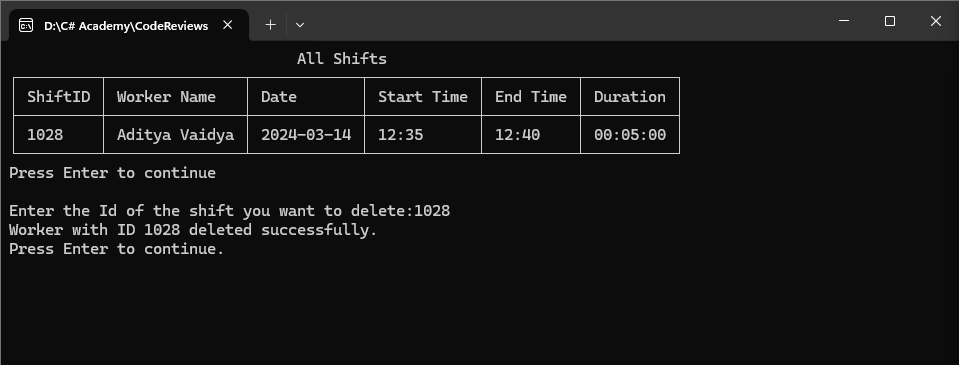 D:\C# Academy\CodeReviews
All Shifts
ShiftID Worker Name Date Start Time End Time Duration
1028 Aditya Vaidya 2024-03-14 12:35 12:40 00:05:00
Press Enter to continue
Enter the Id of the shift you want to delete:1028
Worker with ID 1028 deleted successfully.
Press Enter to continue.